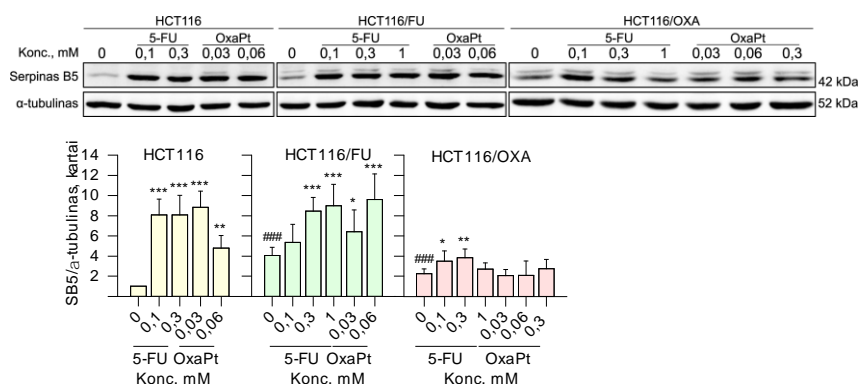 HCT116 HCT116/FU HCT116/OXA
5-FU OxaPt 5-FU OxaPt 5-FU OxaPt
Konc., mM 0 0,1 0,3 0,03 0,06 0 0,1 0,3 1 0,03 0,06 0 0,1 0,3 1 0,03 0,06 0,3
Serpinas B5 42 kDa
α-tubulinas 52 kDa
SB5/α-tubulinas, kartai
14
12
10
8
6
4
2
HCT116 HCT116/FU HCT116/OXA
*** *** *** **
### *** *** * ***
### * **
0 0,1 0,3 0,03 0,06 0 0,1 0,3 1 0,03 0,06 0 0,1 0,3 1 0,03 0,06 0,3
5-FU OxaPt 5-FU OxaPt 5-FU OxaPt
Konc. mM Konc. mM Konc. mM